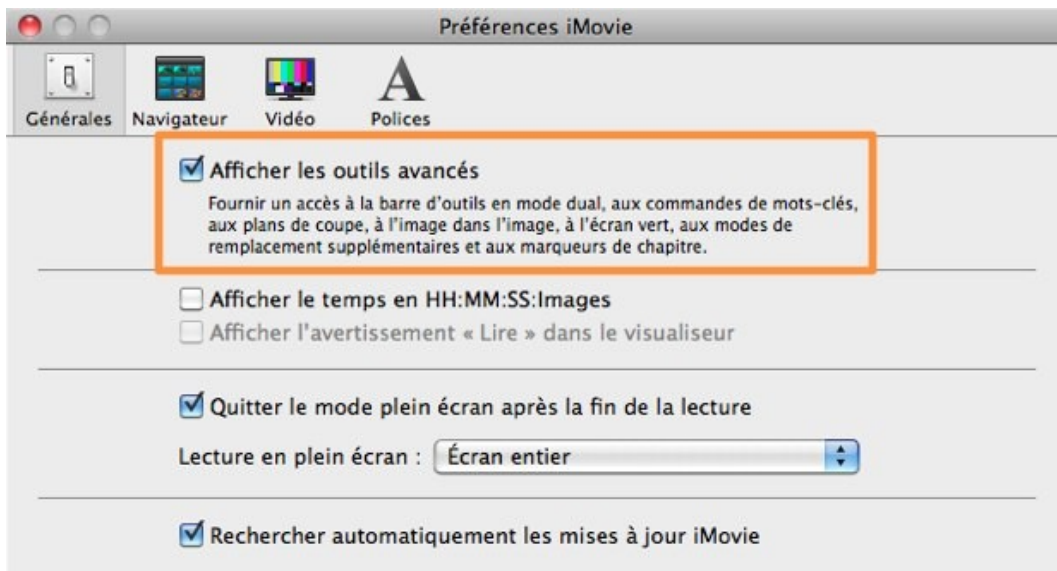 Préférences iMovie
A
Générales Navigateur Vidéo Polices
Afficher les outils avancés
Fournir un accès à la barre d'outils en mode dual, aux commandes de mots-clés,
aux plans de coupe, à l'image dans l'image, à l'écran vert, aux modes de
remplacement supplémentaires et aux marqueurs de chapitre.
Afficher le temps en HH:MM:SS:Images
Afficher l'avertissement « Lire » dans le visualiseur
Quitter le mode plein écran après la fin de la lecture
Lecture en plein écran : Écran entier
Rechercher automatiquement les mises à jour iMovie